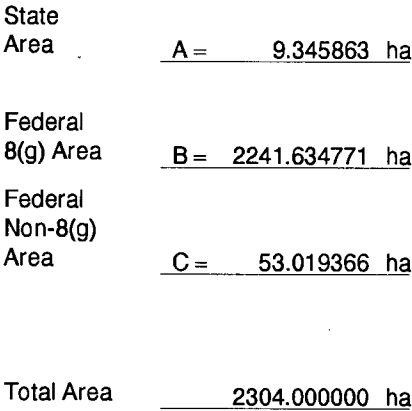 State
Area A = 9.345863 ha
Federal
8(g) Area B = 2241.634771 ha
Federal
Non-8(g)
Area C = 53.019366 ha
Total Area 2304.000000 ha